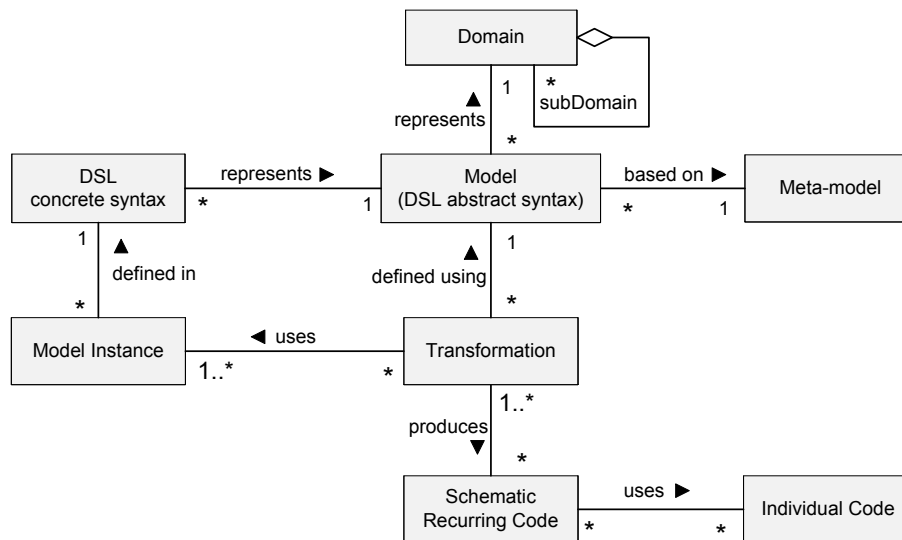 Domain
1
*
subDomain
represents
*
DSL
concrete syntax
represents
*
1
Model
(DSL abstract syntax)
based on
*
1
Meta-model
1
defined in
*
1
defined using
*
Model Instance
uses
1..*
*
Transformation
1..*
produces
*
Schematic
Recurring Code
uses
*
*
Individual Code